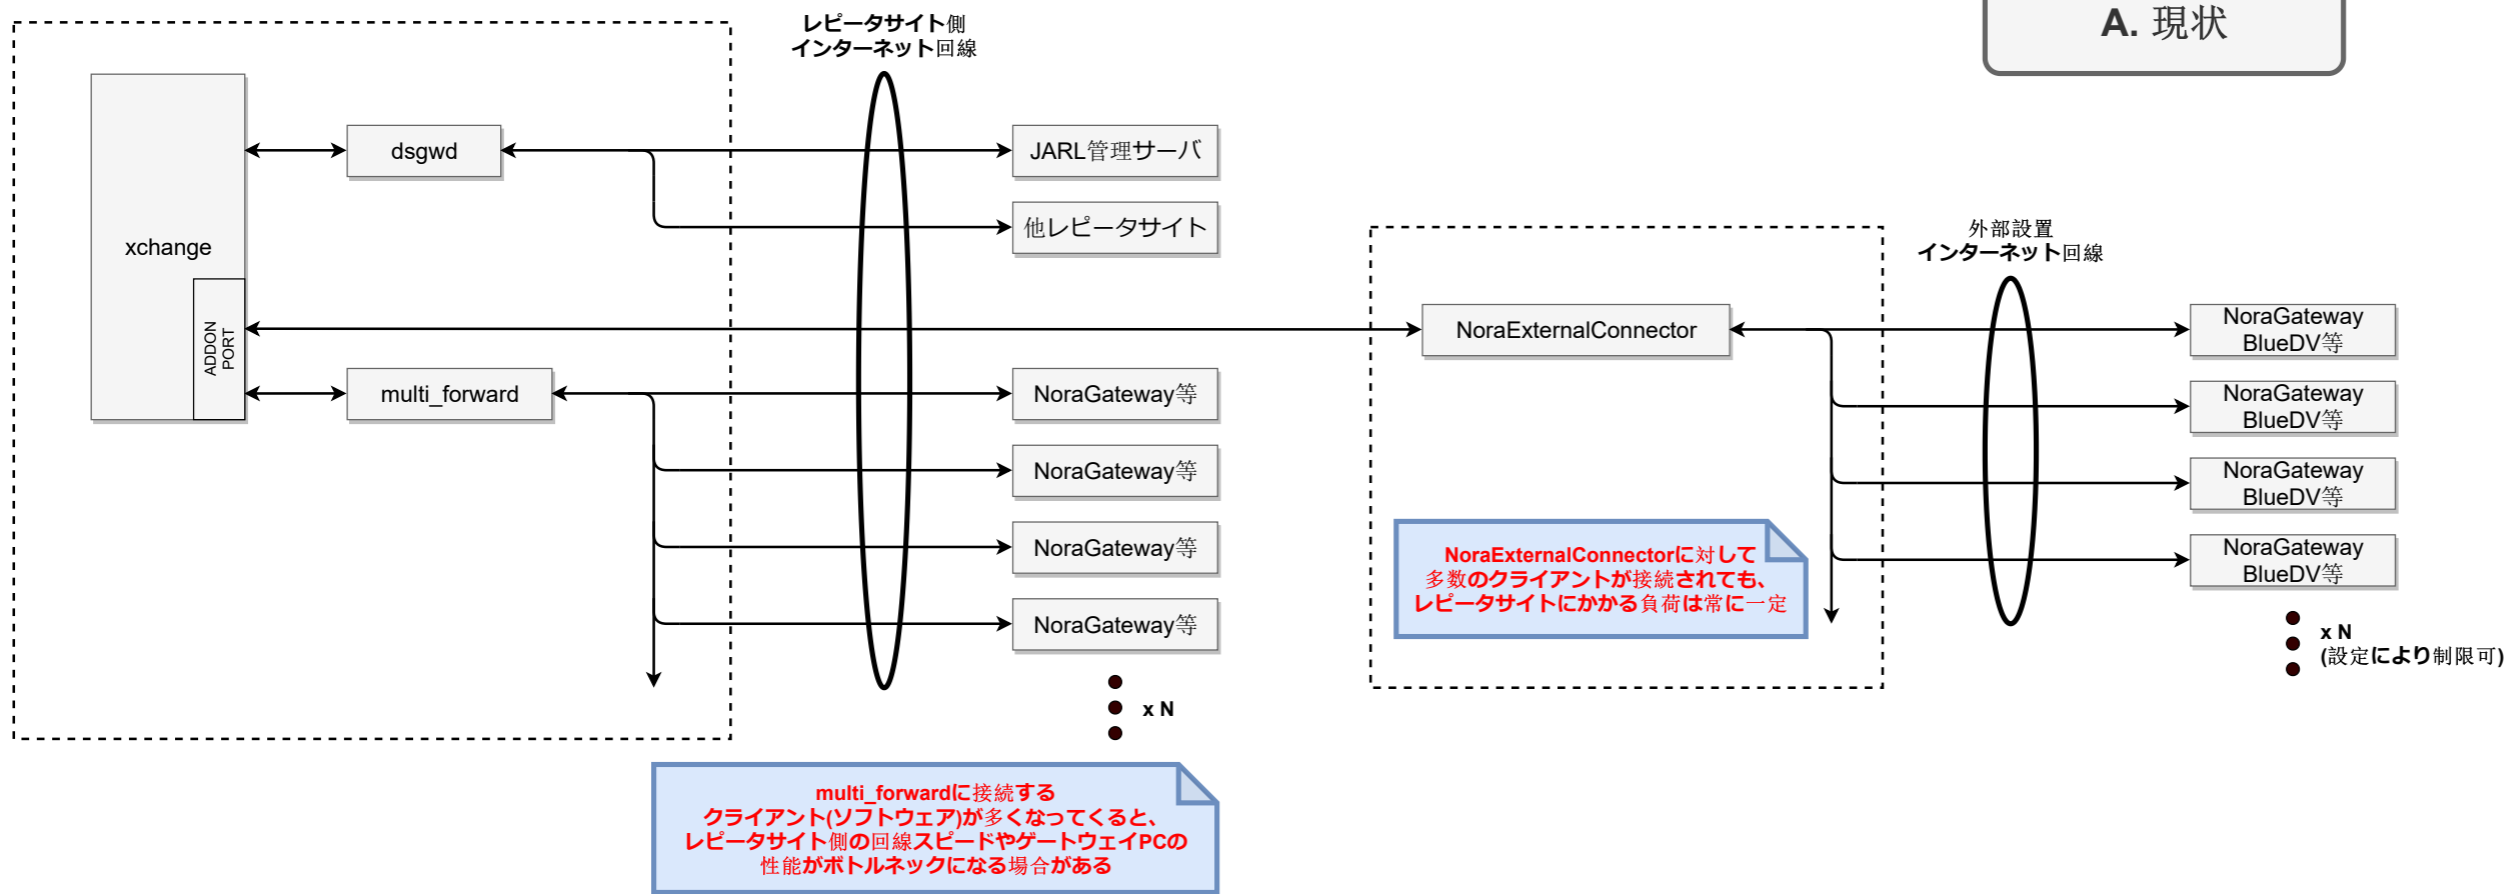 A. 現状
レピータサイト側
インターネット回線
dsgwd
JARL管理サーバ
他レピータサイト
xchange
ADDON
PORT
multi_forward
NoraGateway等
NoraGateway等
NoraGateway等
NoraGateway等
x N
multi_forwardに接続する
クライアント(ソフトウェア)が多くなってくると、
レピータサイト側の回線スピードやゲートウェイPCの
性能がボトルネックになる場合がある
NoraExternalConnector
NoraExternalConnectorに対して
多数のクライアントが接続されても、
レピータサイトにかかる負荷は常に一定
外部設置
インターネット回線
NoraGateway
BlueDV等
NoraGateway
BlueDV等
NoraGateway
BlueDV等
NoraGateway
BlueDV等
x N
(設定により制限可)